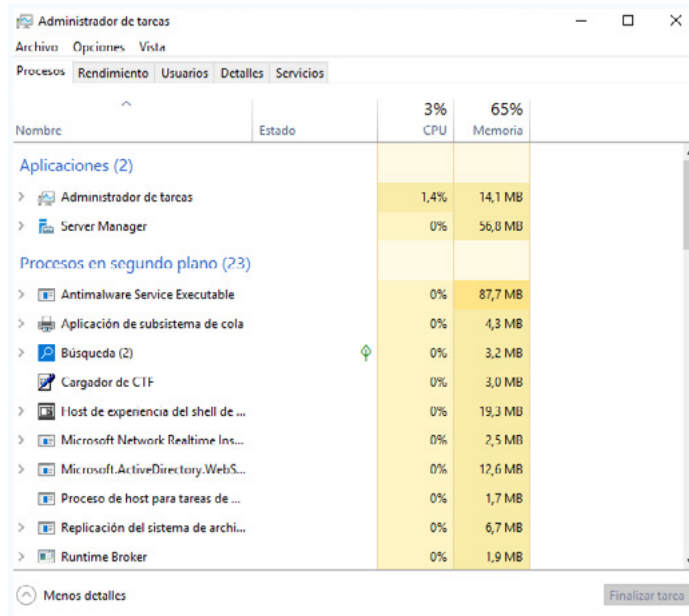 Administrador de tareas
Archivo Opciones Vista
Procesos Rendimiento Usuarios Detalles Servicios
3% 65%
Nombre Estado CPU Memoria
Aplicaciones (2)
Administrador de tareas 1,4% 14,1 MB
Server Manager 0% 56,8 MB
Procesos en segundo plano (23)
Antimalware Service Executable 0% 87,7 MB
Aplicación de subsistema de cola 0% 4,3 MB
Búsqueda (2) 0% 3,2 MB
Cargador de CTF 0% 3,0 MB
Host de experiencia del shell de ... 0% 19,3 MB
Microsoft Network Realtime Ins... 0% 2,5 MB
Microsoft.ActiveDirectory.WebS... 0% 12,6 MB
Proceso de host para tareas de ... 0% 1,7 MB
Replicación del sistema de archi... 0% 6,7 MB
Runtime Broker 0% 1,9 MB
Menos detalles Finalizar tarea